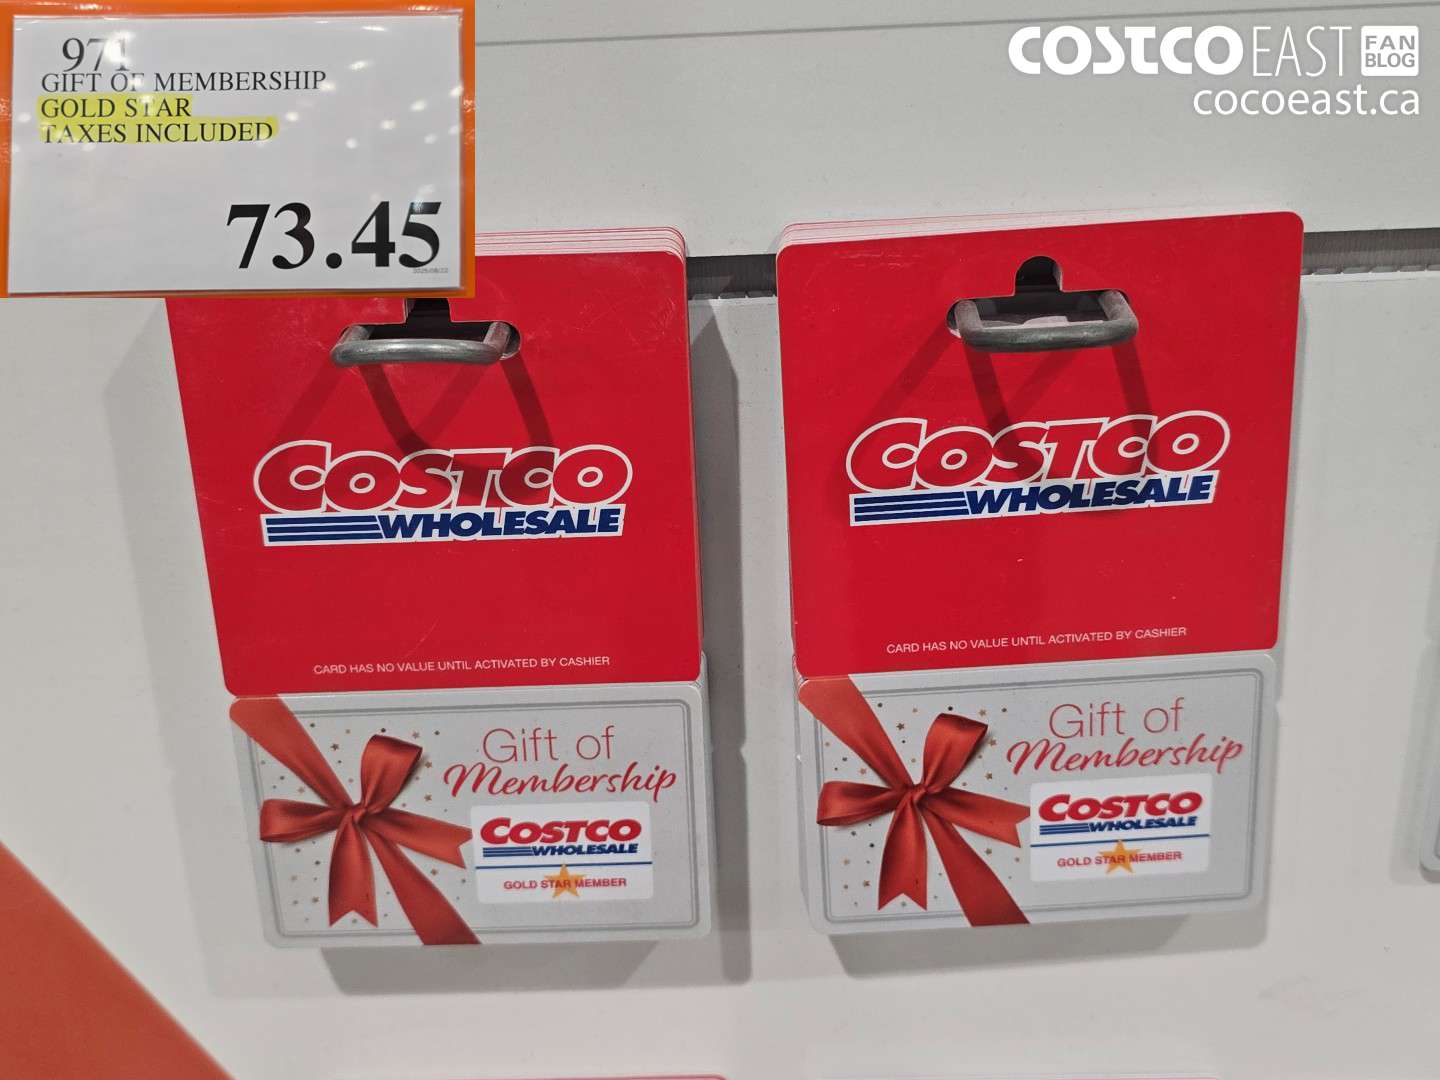 971
GIFT OF MEMBERSHIP
GOLD STAR
TAXES INCLUDED
73.45
COSTCO EAST FAN BLOG
cocoeast.ca
COSTCO
WHOLESALE
CARD HAS NO VALUE UNTIL ACTIVATED BY CASHIER
Gift of
Membership
COSTCO
WHOLESALE
GOLD STAR MEMBER
COSTCO
WHOLESALE
CARD HAS NO VALUE UNTIL ACTIVATED BY CASHIER
Gift of
Membership
COSTCO
WHOLESALE
GOLD STAR MEMBER